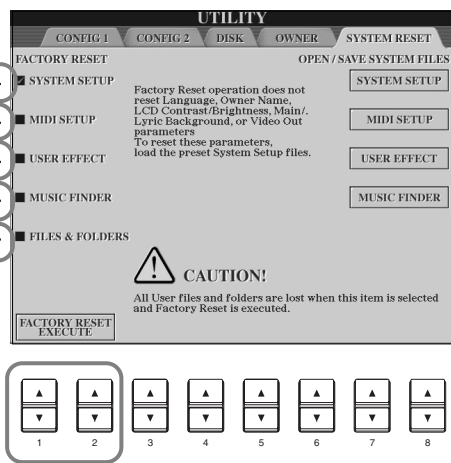 UTILITY
CONFIG 1 CONFIG 2 DISK OWNER SYSTEM RESET
FACTORY RESET OPEN / SAVE SYSTEM FILES
SYSTEM SETUP
Factory Reset operation does not
reset Language, Owner Name,
LCD Contrast/Brightness, Main/.
Lyric Background, or Video Out
parameters
To reset these parameters,
load the preset System Setup files.
SYSTEM SETUP
MIDI SETUP
MIDI SETUP
USER EFFECT
USER EFFECT
MUSIC FINDER
MUSIC FINDER
FILES & FOLDERS
CAUTION!
All User files and folders are lost when this item is selected
and Factory Reset is executed.
FACTORY RESET
EXECUTE
1 2 3 4 5 6 7 8